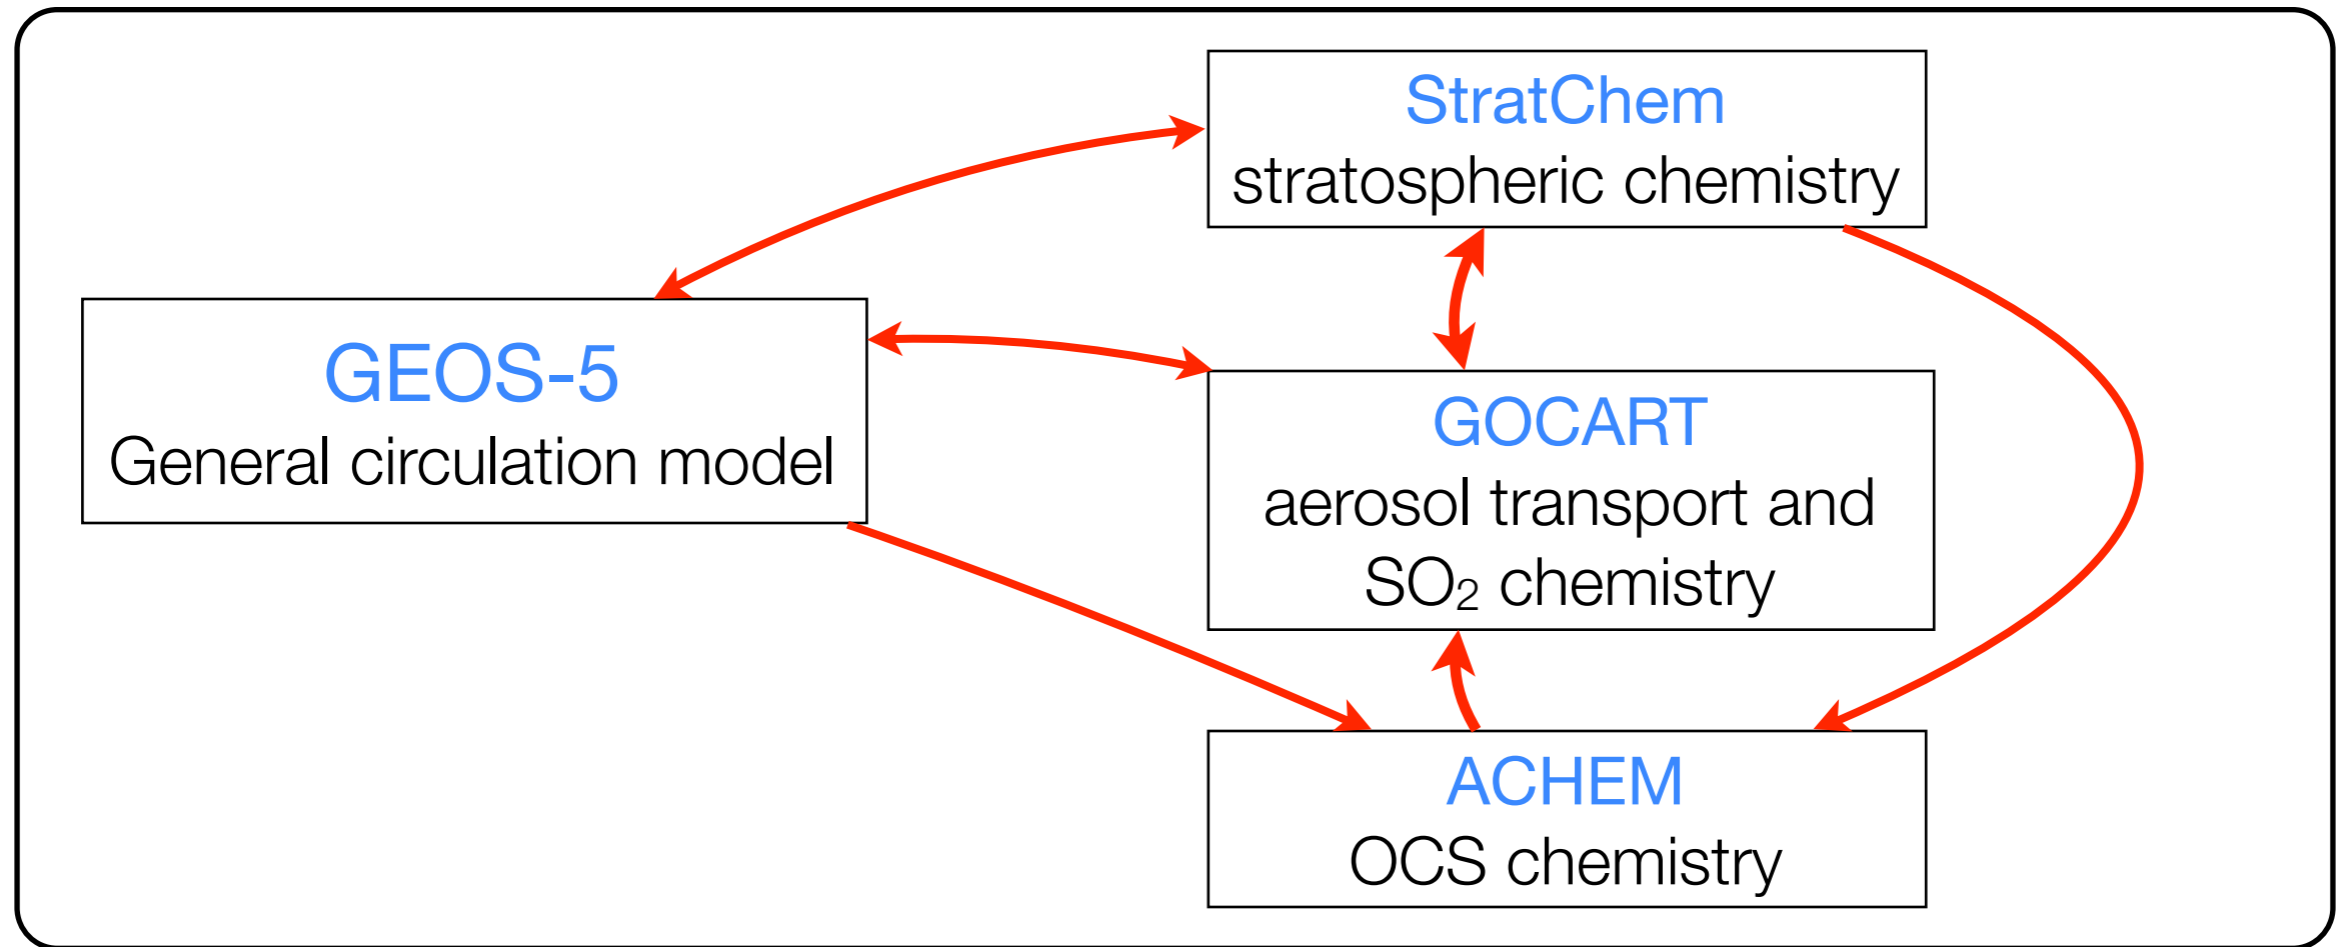 StratChem
stratospheric chemistry
GEOS-5
General circulation model
GOCART
aerosol transport and
SO₂ chemistry
ACHEM
OCS chemistry